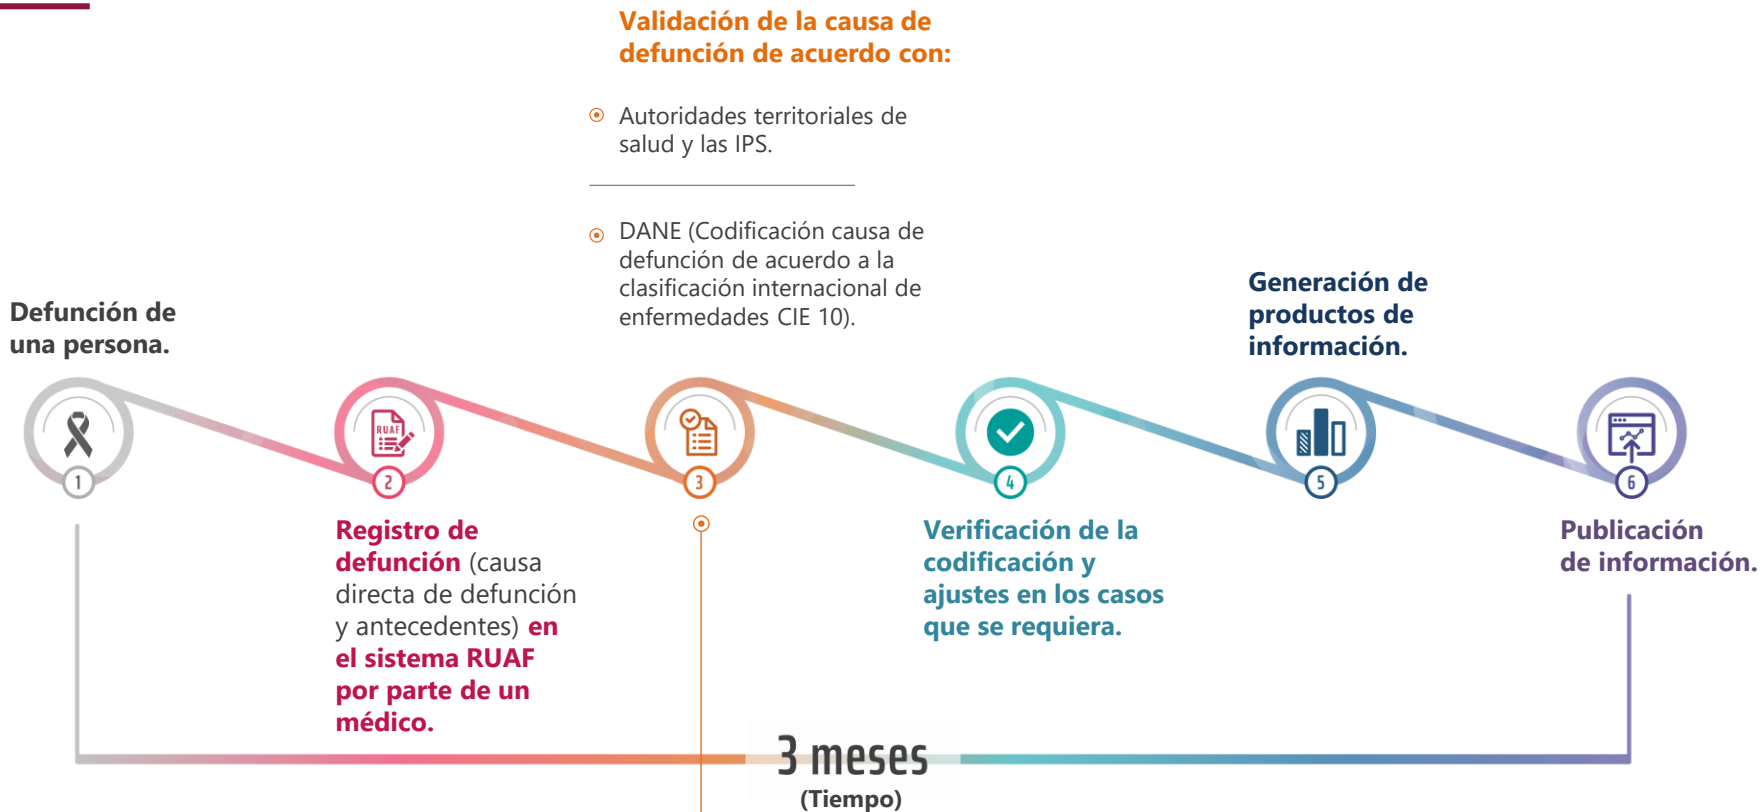 Validación de la causa de
defunción de acuerdo con:
Autoridades territoriales de
salud y las IPS.
DANE (Codificación causa de
defunción de acuerdo a la
clasificación internacional de
enfermedades CIE 10).
Defunción de
una persona.
Generación de
productos de
información.
RUAF
1
2
3
4
5
6
Registro de
defunción (causa
directa de defunción
y antecedentes) en
el sistema RUAF
por parte de un
médico.
Verificación de la
codificación y
ajustes en los casos
que se requiera.
Publicación
de información.
3 meses
(Tiempo)